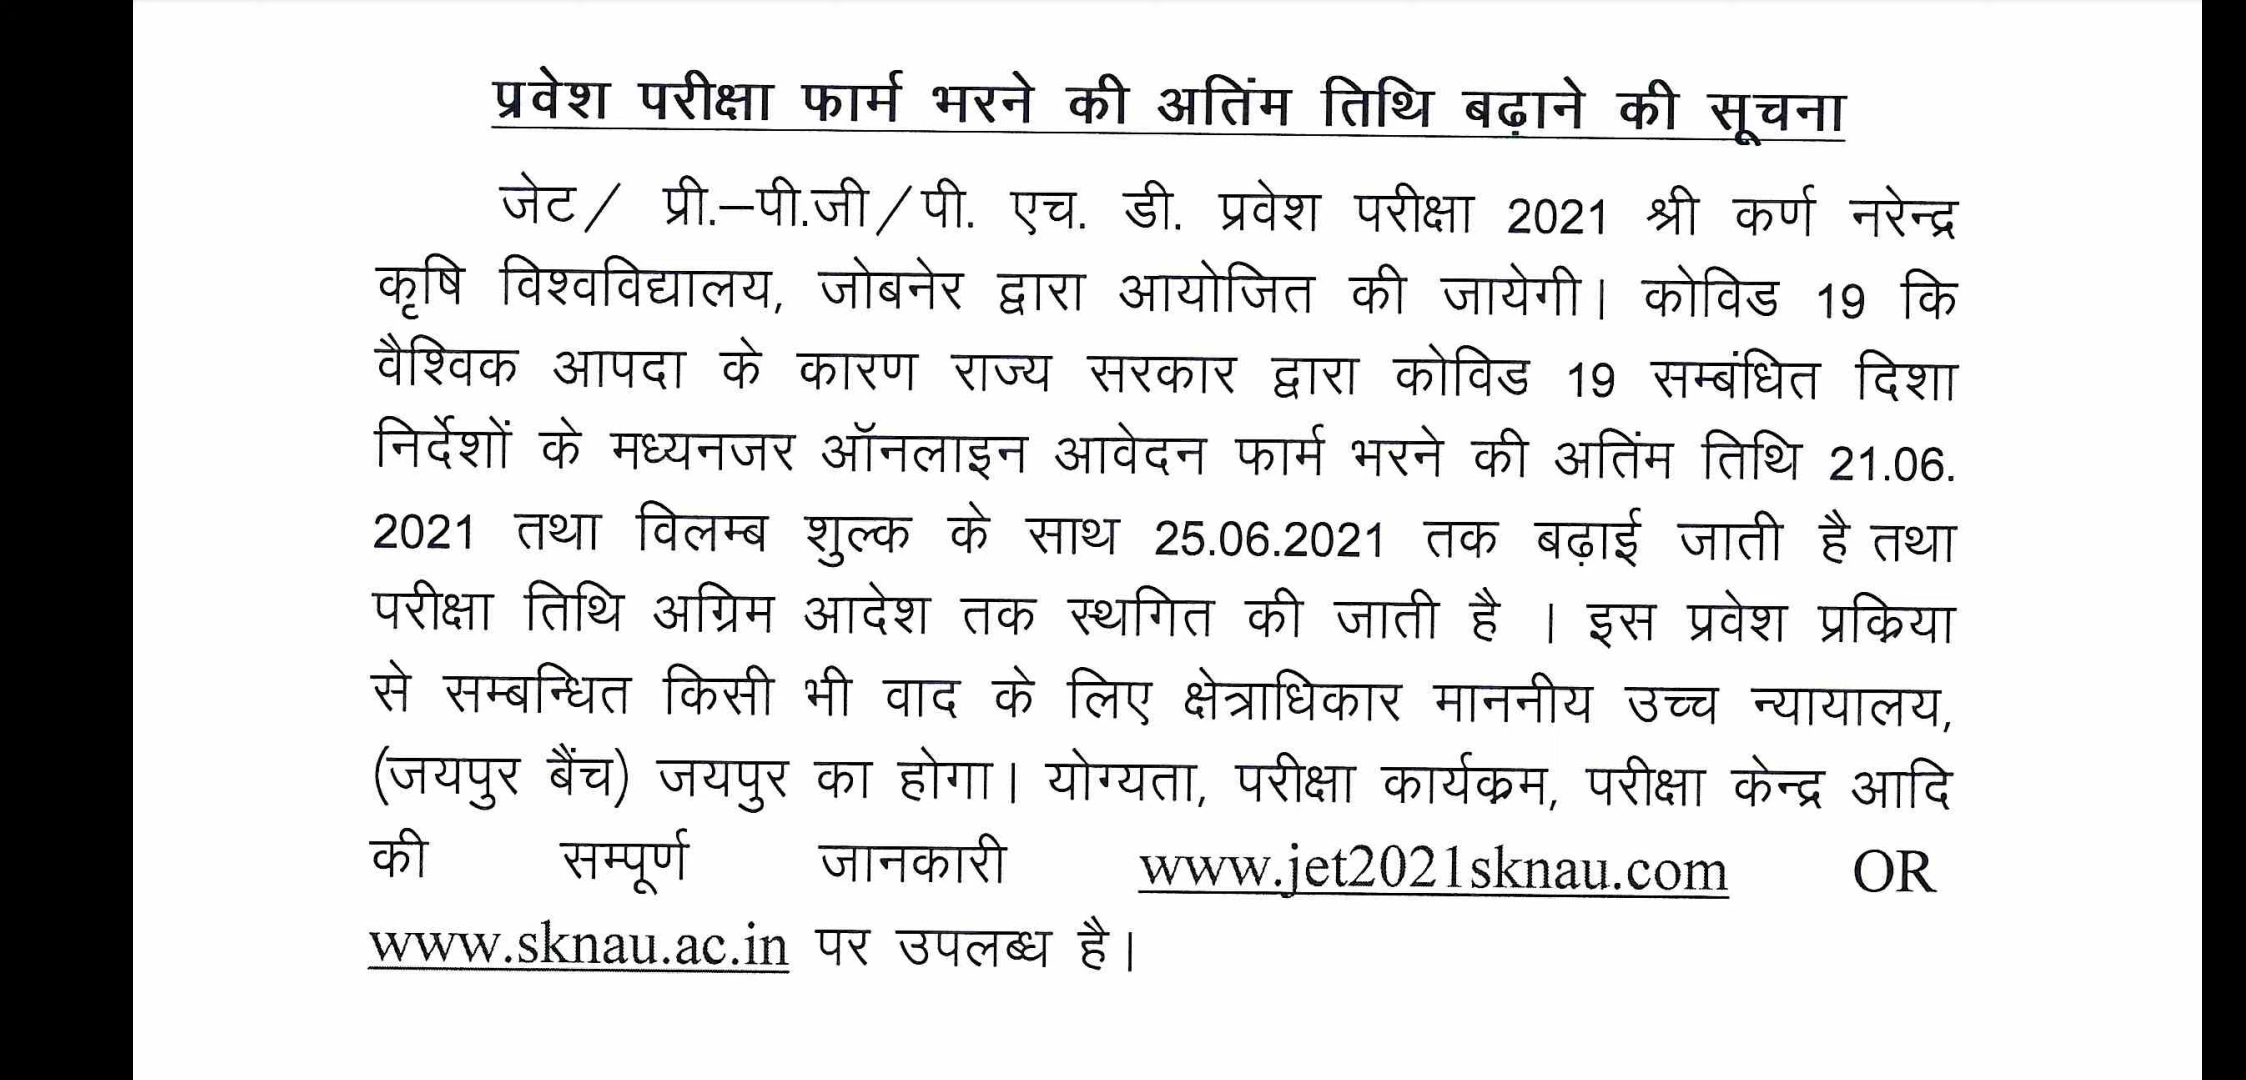 प्रवेश परीक्षा फार्म भरने की अतिंम तिथि बढ़ाने की सूचना
जेट/ प्री.–पी.जी/पी. एच. डी. प्रवेश परीक्षा 2021 श्री कर्ण नरेन्द्र
कृषि विश्वविद्यालय, जोबनेर द्वारा आयोजित की जायेगी। कोविड 19 कि
वैश्विक आपदा के कारण राज्य सरकार द्वारा कोविड 19 सम्बंधित दिशा
निर्देशों के मध्यनजर ऑनलाइन आवेदन फार्म भरने की अतिंम तिथि 21.06.
2021 तथा विलम्ब शुल्क के साथ 25.06.2021 तक बढ़ाई जाती है तथा
परीक्षा तिथि अग्रिम आदेश तक स्थगित की जाती है । इस प्रवेश प्रक्रिया
से सम्बन्धित किसी भी वाद के लिए क्षेत्राधिकार माननीय उच्च न्यायालय,
(जयपुर बैंच) जयपुर का होगा। योग्यता, परीक्षा कार्यक्रम, परीक्षा केन्द्र आदि
की सम्पूर्ण जानकारी www.jet2021sknau.com OR
www.sknau.ac.in पर उपलब्ध है।